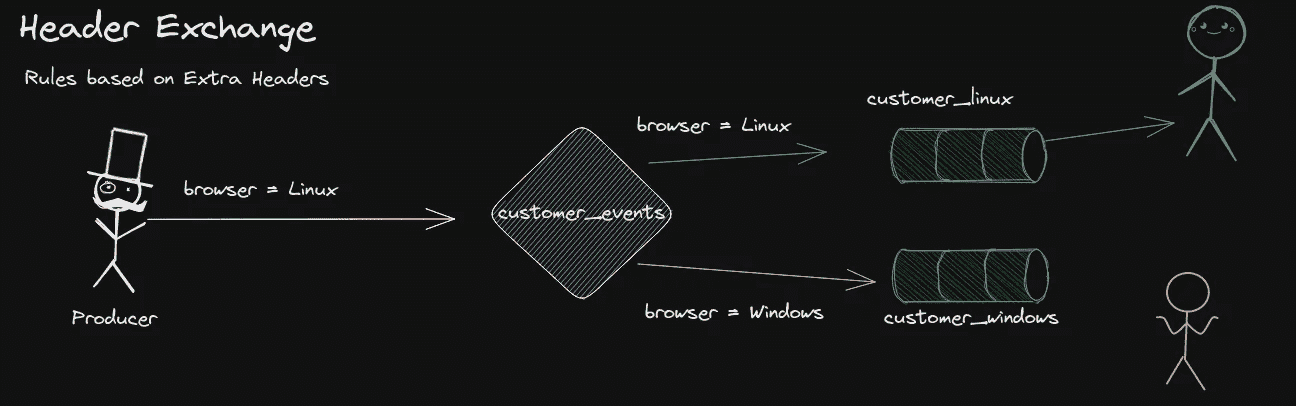 Header Exchange
Rules based on Extra Headers
browser = Linux
Producer
customer_events
browser = Linux
browser = Windows
customer_linux
customer_windows